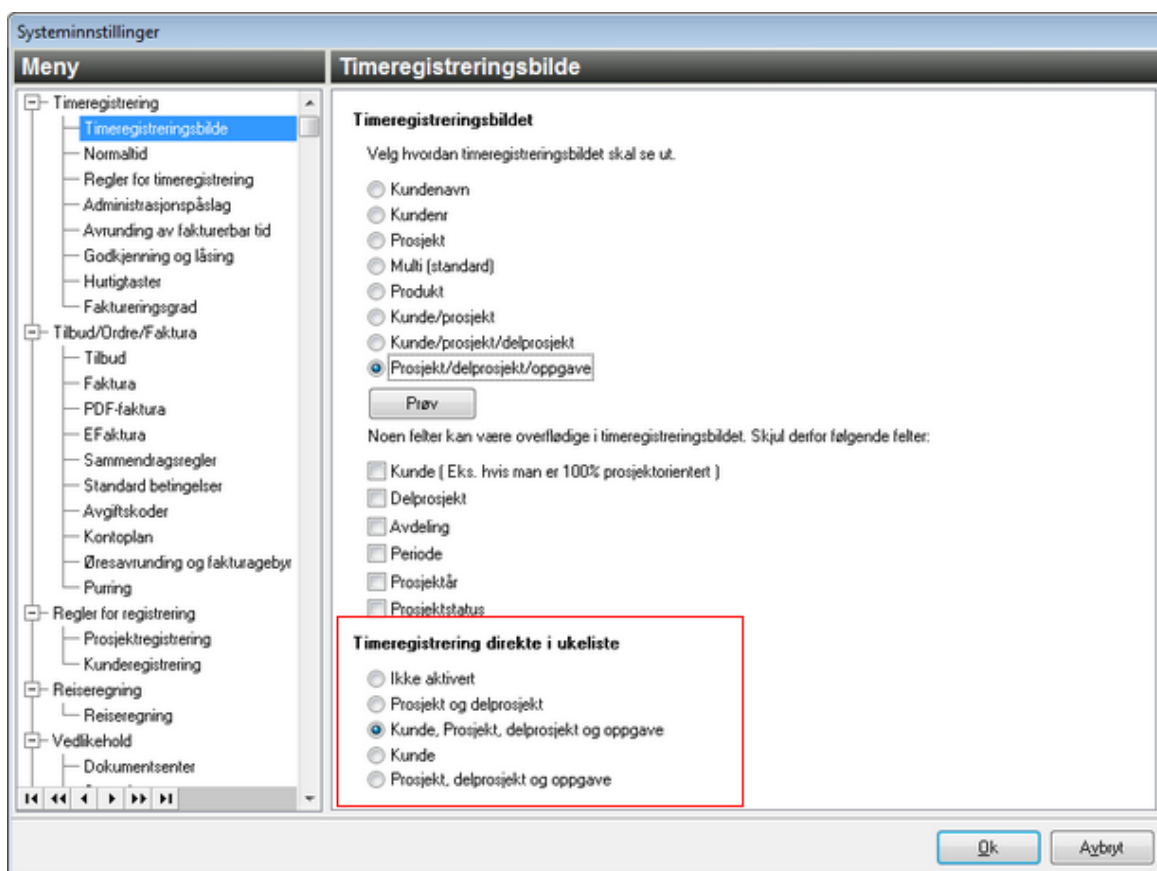 Systeminnstillinger
Meny
Timeregistrering
Timeregistreringsbilde
Normaltid
Regler for timeregistrering
Administrasjonspåslag
Avrunding av fakturerbar tid
Godkjenning og låsing
Hurtigtaster
Faktureringsgrad
Tilbud/Ordre/Faktura
Tilbud
Faktura
PDF-faktura
EFaktura
Sammendragsregler
Standard betingelser
Avgiftskoder
Kontoplan
Øresavrunding og fakturagebyr
Purring
Regler for registrering
Prosjektregistrering
Kunderegistrering
Reiseregning
Reiseregning
Vedlikehold
Dokumentsenter
Timeregistreringsbilde
Timeregistreringsbildet
Velg hvordan timeregistreringsbildet skal se ut.
Kundenavn
Kundenr
Prosjekt
Multi (standard)
Produkt
Kunde/prosjekt
Kunde/prosjekt/delprosjekt
Prosjekt/delprosjekt/oppgave
Prøv
Noen felter kan være overflødige i timeregistreringsbildet. Skjul derfor følgende felter:
Kunde ( Eks. hvis man er 100% prosjektorientert )
Delprosjekt
Avdeling
Periode
Prosjektår
Prosjektstatus
Timeregistrering direkte i ukeliste
Ikke aktivert
Prosjekt og delprosjekt
Kunde, Prosjekt, delprosjekt og oppgave
Kunde
Prosjekt, delprosjekt og oppgave
Ok
Avbryt